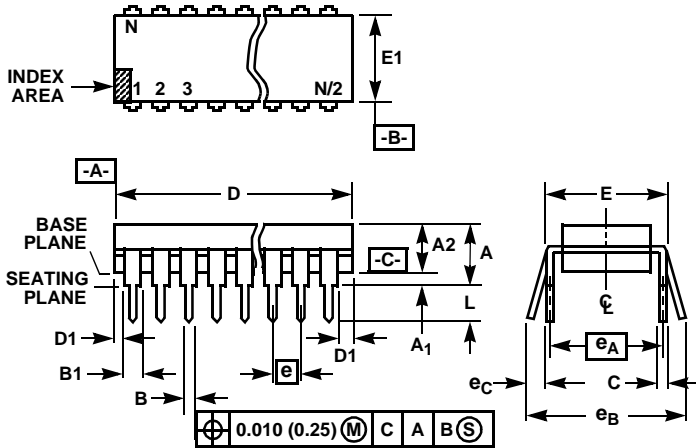 N
E1
INDEX
AREA
1 2 3 N/2
-B-
-A-
D
E
BASE
PLANE
A2
A
-C-
SEATING
PLANE
L
D1
D1
A1
B1
e
eA
B
eC
C
eB
0.010 (0.25) M C A B S